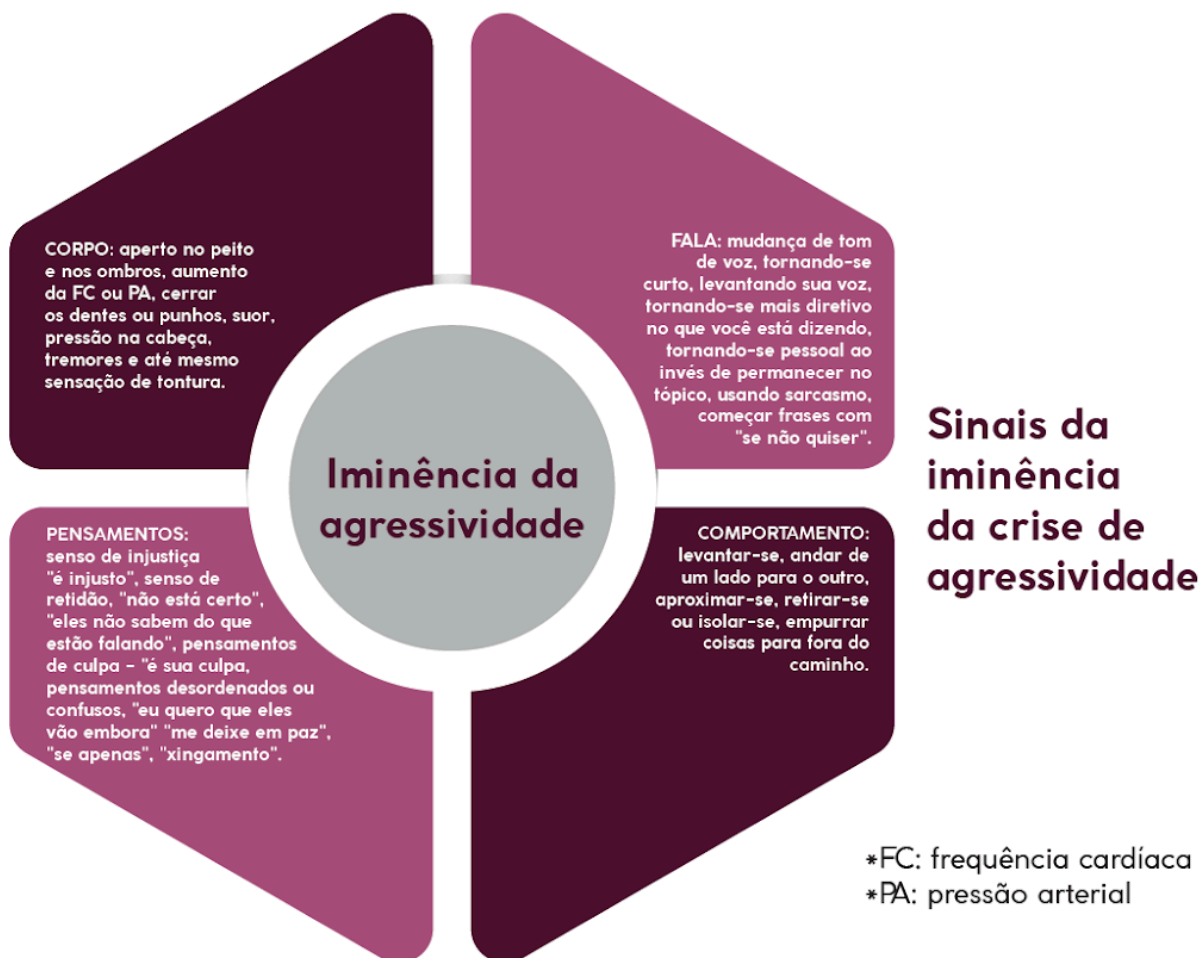 CORPO: aperto no peito
e nos ombros, aumento
da FC ou PA, cerrar
os dentes ou punhos, suor,
pressão na cabeça,
tremores e até mesmo
sensação de tontura.
FALA: mudança de tom
de voz, tornando-se
curto, levantando sua voz,
tornando-se mais diretivo
no que você está dizendo,
tornando-se pessoal ao
invés de permanecer no
tópico, usando sarcasmo,
começar frases com
"se não quiser".
Iminência da
agressividade
PENSAMENTOS:
senso de injustiça
"é injusto", senso de
retidão, "não está certo",
"eles não sabem do que
estão falando", pensamentos
de culpa - "é sua culpa,
pensamentos desordenados ou
confusos, "eu quero que eles
vão embora" "me deixe em paz",
"se apenas", "xingamento".
COMPORTAMENTO:
levantar-se, andar de
um lado para o outro,
aproximar-se, retirar-se
ou isolar-se, empurrar
coisas para fora do
caminho.
Sinais da
iminência
da crise de
agressividade
*FC: frequência cardíaca
*PA: pressão arterial